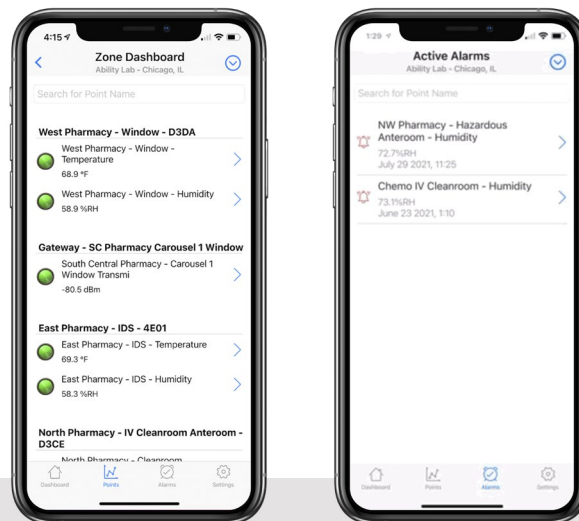 4:15
Zone Dashboard
Ability Lab - Chicago, IL
Search for Point Name
West Pharmacy - Window - D3DA
West Pharmacy - Window -
Temperature
68.9 °F
West Pharmacy - Window - Humidity
58.9 %RH
Gateway - SC Pharmacy Carousel 1 Window
South Central Pharmacy - Carousel 1
Window Transmi
-80.5 dBm
East Pharmacy - IDS - 4E01
East Pharmacy - IDS - Temperature
69.3 °F
East Pharmacy - IDS - Humidity
58.3 %RH
North Pharmacy - IV Cleanroom Anteroom -
D3CE
North Pharmacy - Cleanroom
Dashboard
Points
Alarms
Settings
1:29
Active Alarms
Ability Lab - Chicago, IL
Search for Point Name
NW Pharmacy - Hazardous
Anteroom - Humidity
72.7%RH
July 29 2021, 11:25
Chemo IV Cleanroom - Humidity
73.1%RH
June 23 2021, 1:10
Dashboard
Points
Alarms
Settings